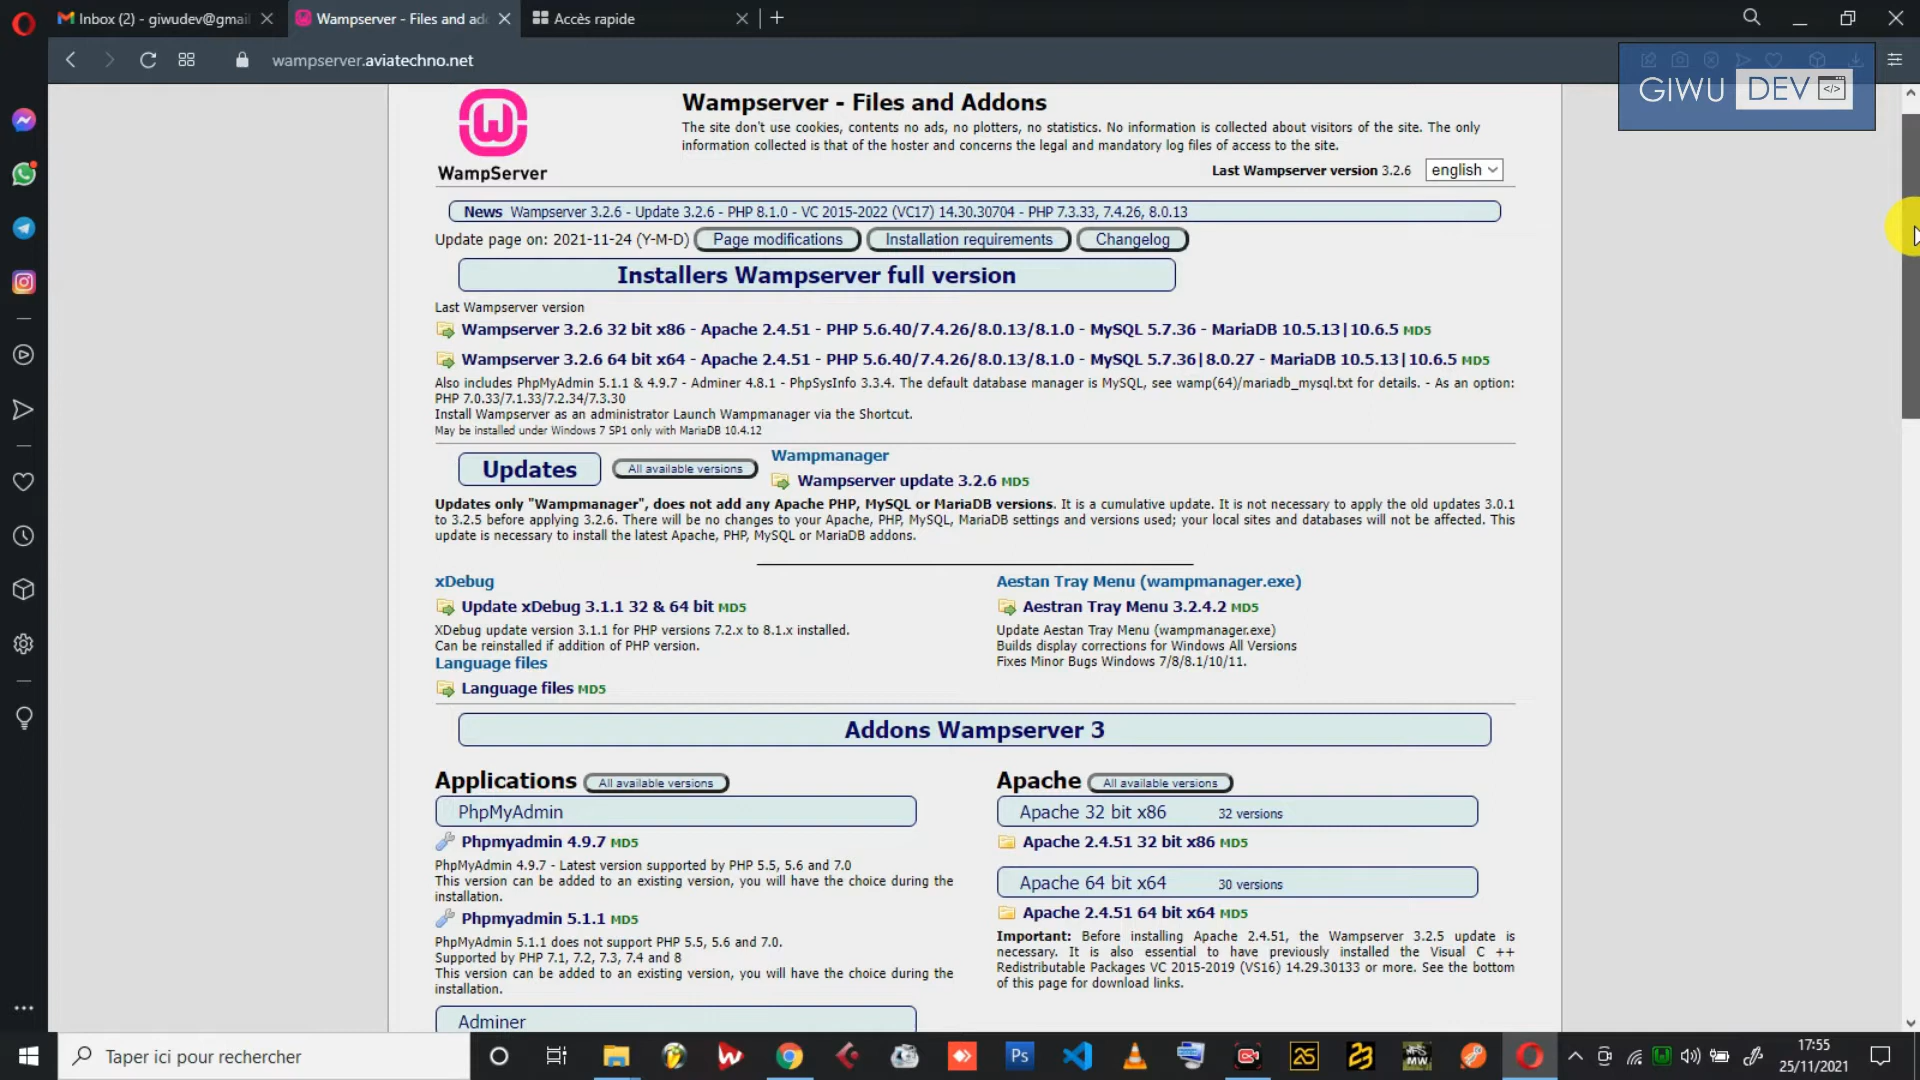 Inbox (2) - giwudev@gmail
Wampserver - Files and ad
Accès rapide
wampserver.aviatechno.net
GIWU DEV
WampServer
Wampserver - Files and Addons
The site don't use cookies, contents no ads, no plotters, no statistics. No information is collected about visitors of the site. The only
information collected is that of the hoster and concerns the legal and mandatory log files of access to the site.
Last Wampserver version 3.2.6 english
News Wampserver 3.2.6 - Update 3.2.6 - PHP 8.1.0 - VC 2015-2022 (VC17) 14.30.30704 - PHP 7.3.33, 7.4.26, 8.0.13
Update page on: 2021-11-24 (Y-M-D) Page modifications Installation requirements Changelog
Installers Wampserver full version
Last Wampserver version
Wampserver 3.2.6 32 bit x86 - Apache 2.4.51 - PHP 5.6.40/7.4.26/8.0.13/8.1.0 - MySQL 5.7.36 - MariaDB 10.5.13|10.6.5 MD5
Wampserver 3.2.6 64 bit x64 - Apache 2.4.51 - PHP 5.6.40/7.4.26/8.0.13/8.1.0 - MySQL 5.7.36|8.0.27 - MariaDB 10.5.13|10.6.5 MD5
Also includes PhpMyAdmin 5.1.1 & 4.9.7 - Adminer 4.8.1 - PhpSysInfo 3.3.4. The default database manager is MySQL, see wamp(64)/mariadb_mysql.txt for details. - As an option:
PHP 7.0.33/7.1.33/7.2.34/7.3.30
Install Wampserver as an administrator Launch Wampmanager via the Shortcut.
May be installed under Windows 7 SP1 only with MariaDB 10.4.12
Updates All available versions
Wampmanager
Wampserver update 3.2.6 MD5
Updates only "Wampmanager", does not add any Apache PHP, MySQL or MariaDB versions. It is a cumulative update. It is not necessary to apply the old updates 3.0.1
to 3.2.5 before applying 3.2.6. There will be no changes to your Apache, PHP, MySQL, MariaDB settings and versions used; your local sites and databases will not be affected. This
update is necessary to install the latest Apache, PHP, MySQL or MariaDB addons.
xDebug
Update xDebug 3.1.1 32 & 64 bit MD5
XDebug update version 3.1.1 for PHP versions 7.2.x to 8.1.x installed.
Can be reinstalled if addition of PHP version.
Language files
Language files MD5
Aestan Tray Menu (wampmanager.exe)
Aestran Tray Menu 3.2.4.2 MD5
Update Aestan Tray Menu (wampmanager.exe)
Builds display corrections for Windows All Versions
Fixes Minor Bugs Windows 7/8/8.1/10/11.
Addons Wampserver 3
Applications All available versions
PhpMyAdmin
Phpmyadmin 4.9.7 MD5
PhpMyAdmin 4.9.7 - Latest version supported by PHP 5.5, 5.6 and 7.0
This version can be added to an existing version, you will have the choice during the
installation.
Phpmyadmin 5.1.1 MD5
PhpMyAdmin 5.1.1 does not support PHP 5.5, 5.6 and 7.0.
Supported by PHP 7.1, 7.2, 7.3, 7.4 and 8
This version can be added to an existing version, you will have the choice during the
installation.
Adminer
Apache All available versions
Apache 32 bit x86 32 versions
Apache 2.4.51 32 bit x86 MD5
Apache 64 bit x64 30 versions
Apache 2.4.51 64 bit x64 MD5
Important: Before installing Apache 2.4.51, the Wampserver 3.2.5 update is
necessary. It is also essential to have previously installed the Visual C ++
Redistributable Packages VC 2015-2019 (VS16) 14.29.30133 or more. See the bottom
of this page for download links.
Taper ici pour rechercher
Ps
MW
17:55
25/11/2021